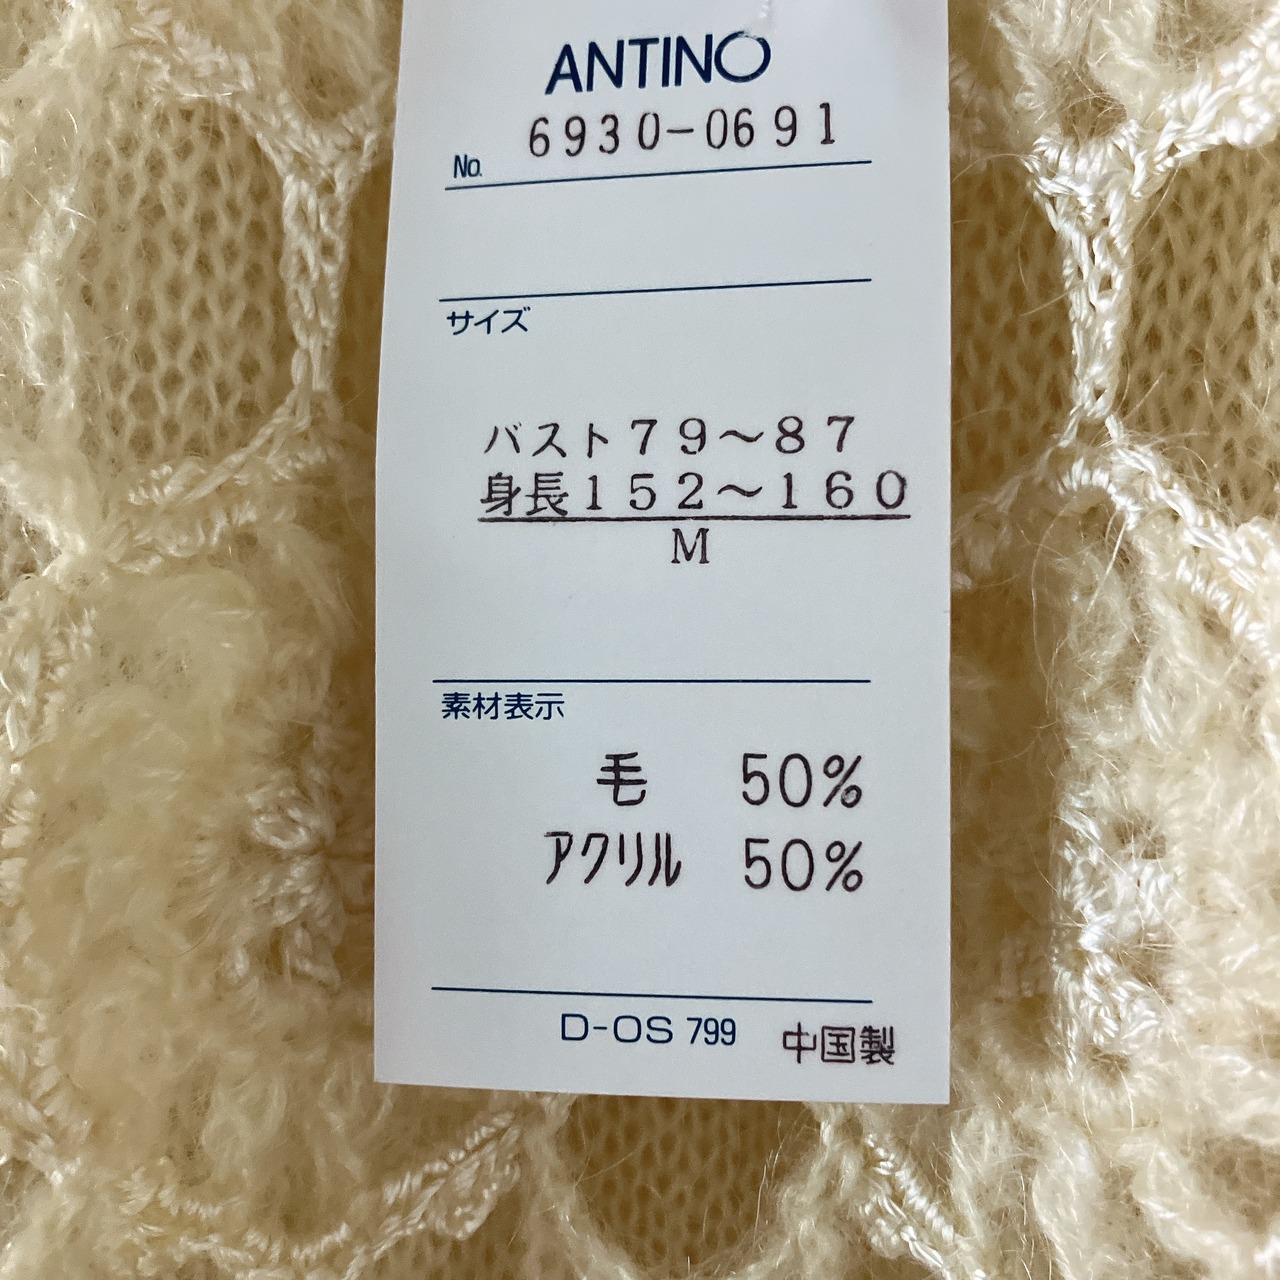 ANTINO
No. 6930-0691
サイズ
バスト79~87
身長152~160
M
素材表示
毛 50%
アクリル 50%
D-OS 799 中国製